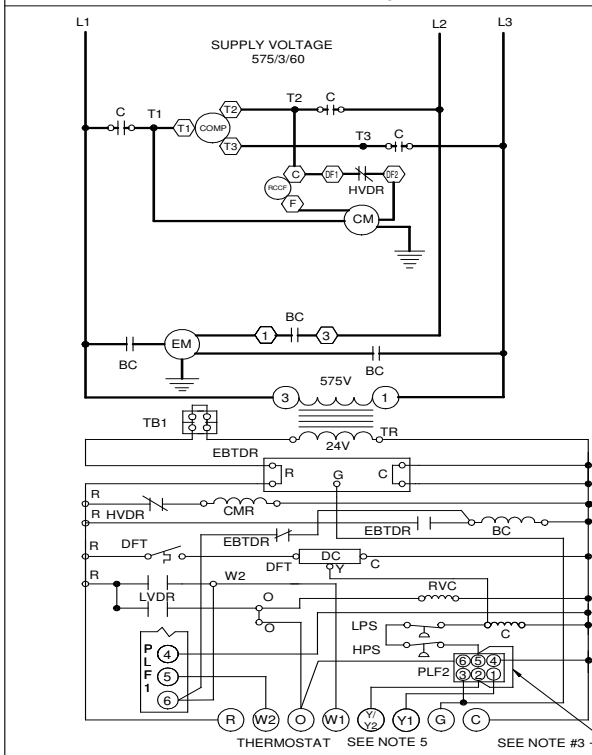 L1 L2 L3
SUPPLY VOLTAGE
575/3/60
C T1 T1 COMP T2 T2 C
T3 T3 C
C DF1 HVDR DF2
RCCF F CM
BC
EM 1 3
BC BC
575V
3 1
TB1 24V TR
EBTDR
R G C
R HVDR CMR
R EBTDR EBTDR BC
R DFT DFT DC C
Y
R W2
LVDR O RVC
O LPS C
HPS
PLF1 4 5 6
6 5 4
PLF2 3 2 1
R W2 O W1 Y/Y2 Y1 G C
THERMOSTAT SEE NOTE 5 SEE NOTE #3 -